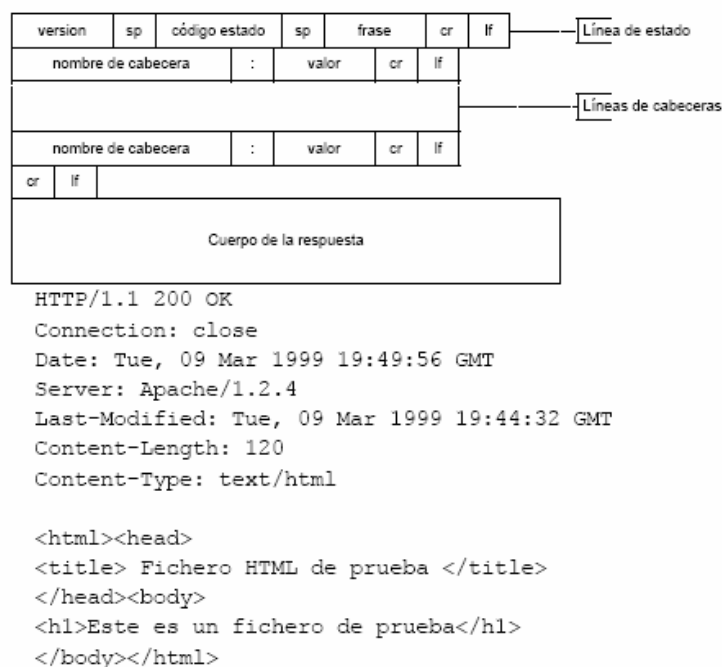 version sp código estado sp frase cr lf Línea de estado
nombre de cabecera : valor cr lf
Líneas de cabeceras
nombre de cabecera : valor cr lf
cr lf
Cuerpo de la respuesta
HTTP/1.1 200 OK
Connection: close
Date: Tue, 09 Mar 1999 19:49:56 GMT
Server: Apache/1.2.4
Last-Modified: Tue, 09 Mar 1999 19:44:32 GMT
Content-Length: 120
Content-Type: text/html
<html><head>
<title> Fichero HTML de prueba </title>
</head><body>
<h1>Este es un fichero de prueba</h1>
</body></html>